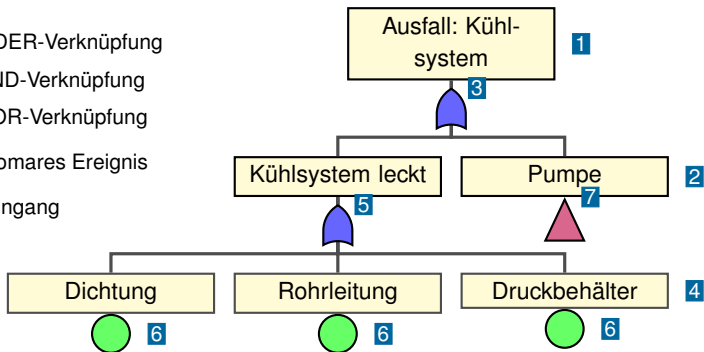 Ausfall: Kühl-
system
1
DER-Verknüpfung
ND-Verknüpfung
3
OR-Verknüpfung
omares Ereignis
Kühlsystem leckt
Pumpe
2
ngang
5
7
Dichtung
Rohrleitung
Druckbehälter
4
6
6
6